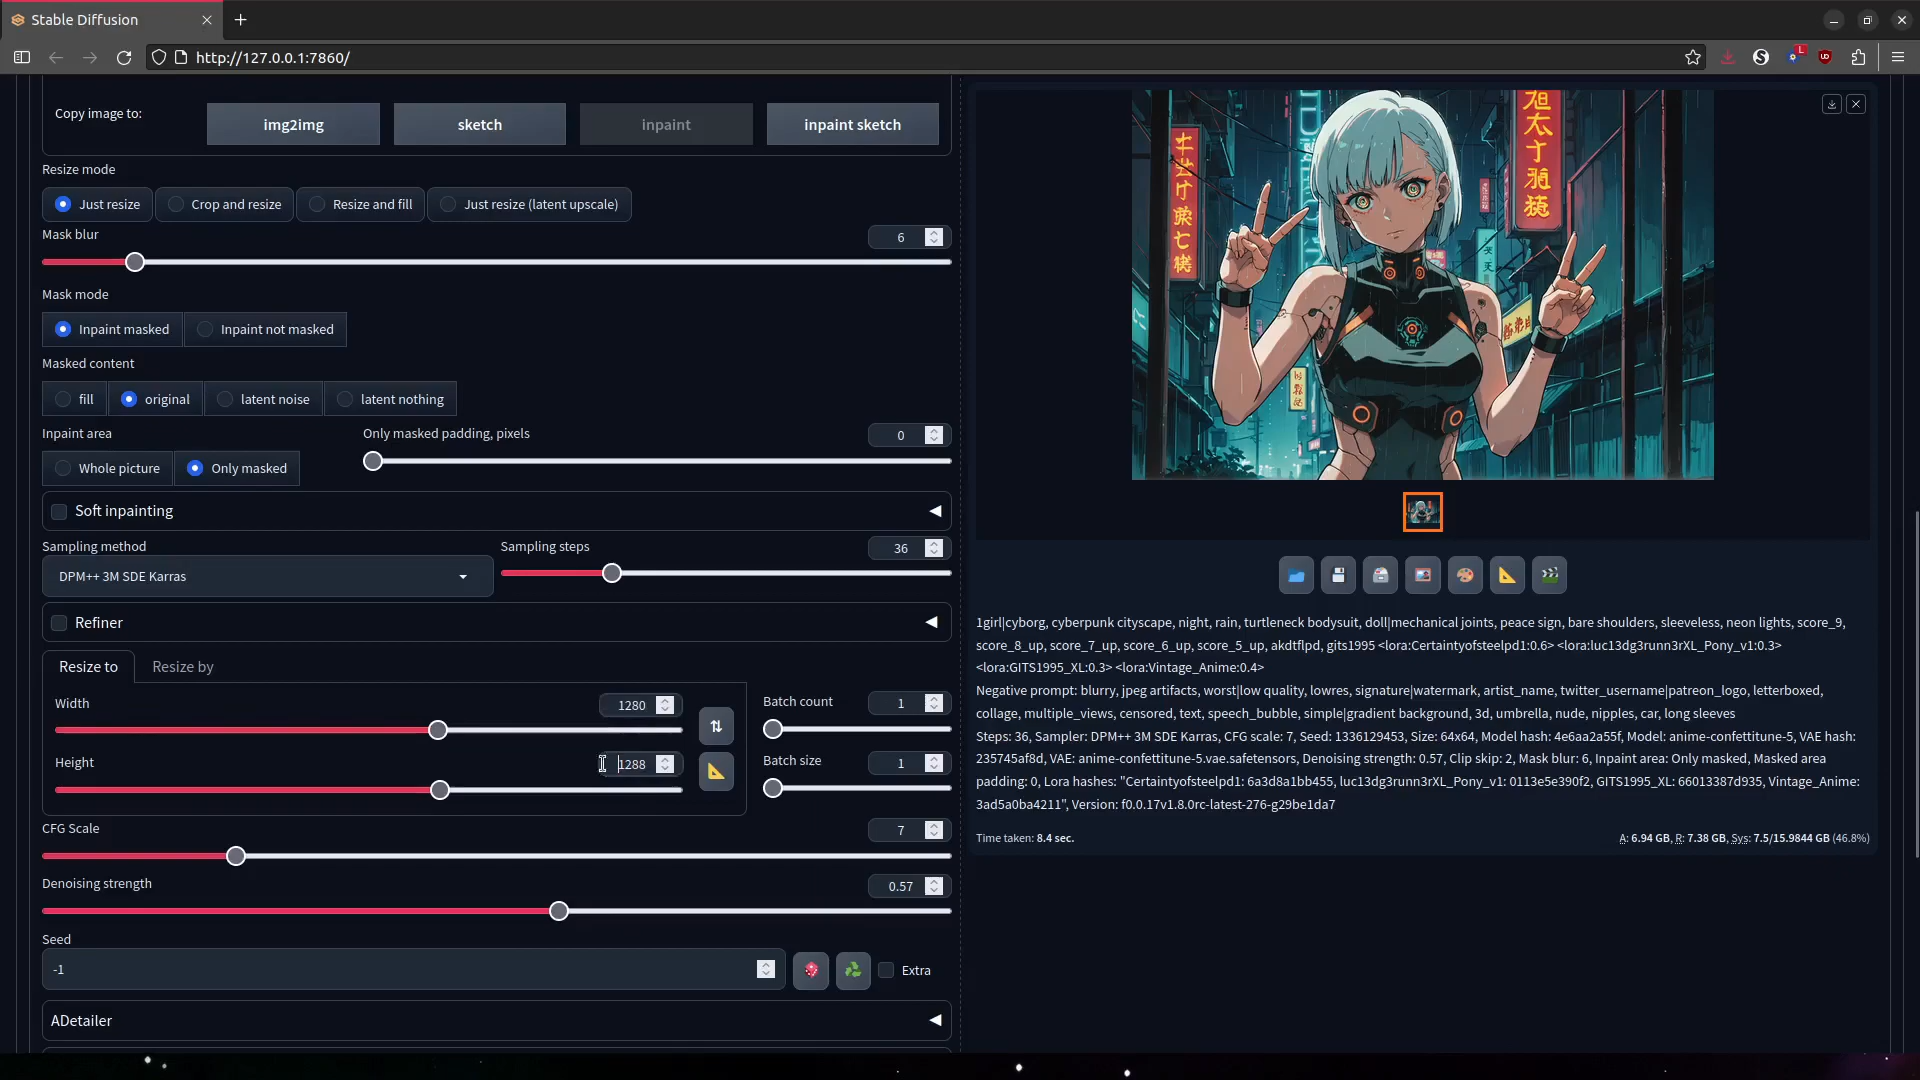 Stable Diffusion
http://127.0.0.1:7860/
Copy image to:
img2img
sketch
inpaint
inpaint sketch
Resize mode
Just resize
Crop and resize
Resize and fill
Just resize (latent upscale)
Mask blur
6
Mask mode
Inpaint masked
Inpaint not masked
Masked content
fill
original
latent noise
latent nothing
Inpaint area
Only masked padding, pixels
0
Whole picture
Only masked
Soft inpainting
Sampling method
Sampling steps
36
DPM++ 3M SDE Karras
Refiner
Resize to
Resize by
Width
1280
Height
1288
Batch count
1
Batch size
1
CFG Scale
7
Denoising strength
0.57
Seed
-1
Extra
ADetailer
1girl|cyborg, cyberpunk cityscape, night, rain, turtleneck bodysuit, doll|mechanical joints, peace sign, bare shoulders, sleeveless, neon lights, score_9,
score_8_up, score_7_up, score_6_up, score_5_up, akdtflpd, gits1995 <lora:Certaintyofsteelpd1:0.6> <lora:luc13dg3runn3rXL_Pony_v1:0.3>
<lora:GITS1995_XL:0.3> <lora:Vintage_Anime:0.4>
Negative prompt: blurry, jpeg artifacts, worst|low quality, lowres, signature|watermark, artist_name, twitter_username|patreon_logo, letterboxed,
collage, multiple_views, censored, text, speech_bubble, simple|gradient background, 3d, umbrella, nude, nipples, car, long sleeves
Steps: 36, Sampler: DPM++ 3M SDE Karras, CFG scale: 7, Seed: 1336129453, Size: 64x64, Model hash: 4e6aa2a55f, Model: anime-confettitune-5, VAE hash:
235745af8d, VAE: anime-confettitune-5.vae.safetensors, Denoising strength: 0.57, Clip skip: 2, Mask blur: 6, Inpaint area: Only masked, Masked area
padding: 0, Lora hashes: "Certaintyofsteelpd1: 6a3d8a1bb455, luc13dg3runn3rXL_Pony_v1: 0113e5e390f2, GITS1995_XL: 66013387d935, Vintage_Anime:
3ad5a0ba4211", Version: f0.0.17v1.8.0rc-latest-276-g29be1da7
Time taken: 8.4 sec.
A: 6.94 GB, R: 7.38 GB, Sys: 7.5/15.9844 GB (46.8%)